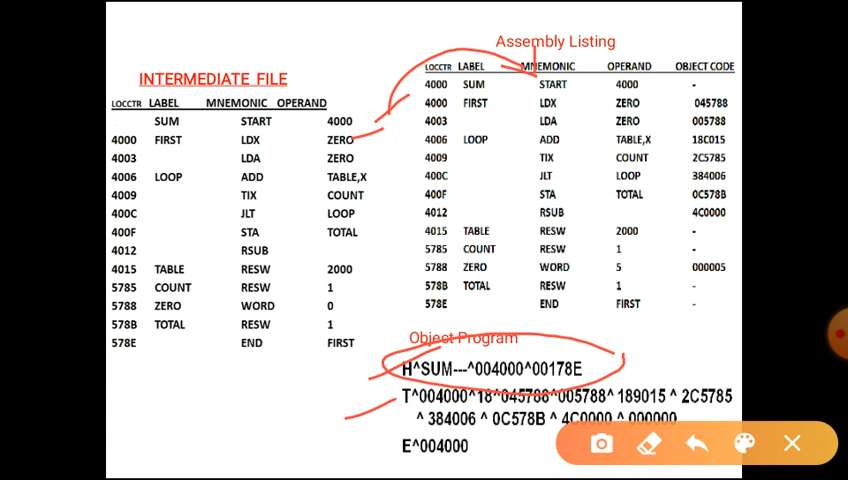 INTERMEDIATE FILE
LOCCTR LABEL MNEMONIC OPERAND
SUM START 4000
4000 FIRST LDX ZERO
4003 LDA ZERO
4006 LOOP ADD TABLE,X
4009 TIX COUNT
400C JLT LOOP
400F STA TOTAL
4012 RSUB
4015 TABLE RESW 2000
5785 COUNT RESW 1
5788 ZERO WORD 0
578B TOTAL RESW 1
578E END FIRST
Assembly Listing
LOCCTR LABEL MNEMONIC OPERAND OBJECT CODE
4000 SUM START 4000 -
4000 FIRST LDX ZERO 045788
4003 LDA ZERO 005788
4006 LOOP ADD TABLE,X 18C015
4009 TIX COUNT 2C5785
400C JLT LOOP 384006
400F STA TOTAL 0C578B
4012 RSUB 4C0000
4015 TABLE RESW 2000 -
5785 COUNT RESW 1 -
5788 ZERO WORD 5 000005
578B TOTAL RESW 1 -
578E END FIRST -
Object Program
H^SUM---^004000^00178E
T^004000^18^045788^005788^ 189015 ^ 2C5785
^ 384006 ^ 0C578B ^ 4C0000 ^ 000000
E^004000